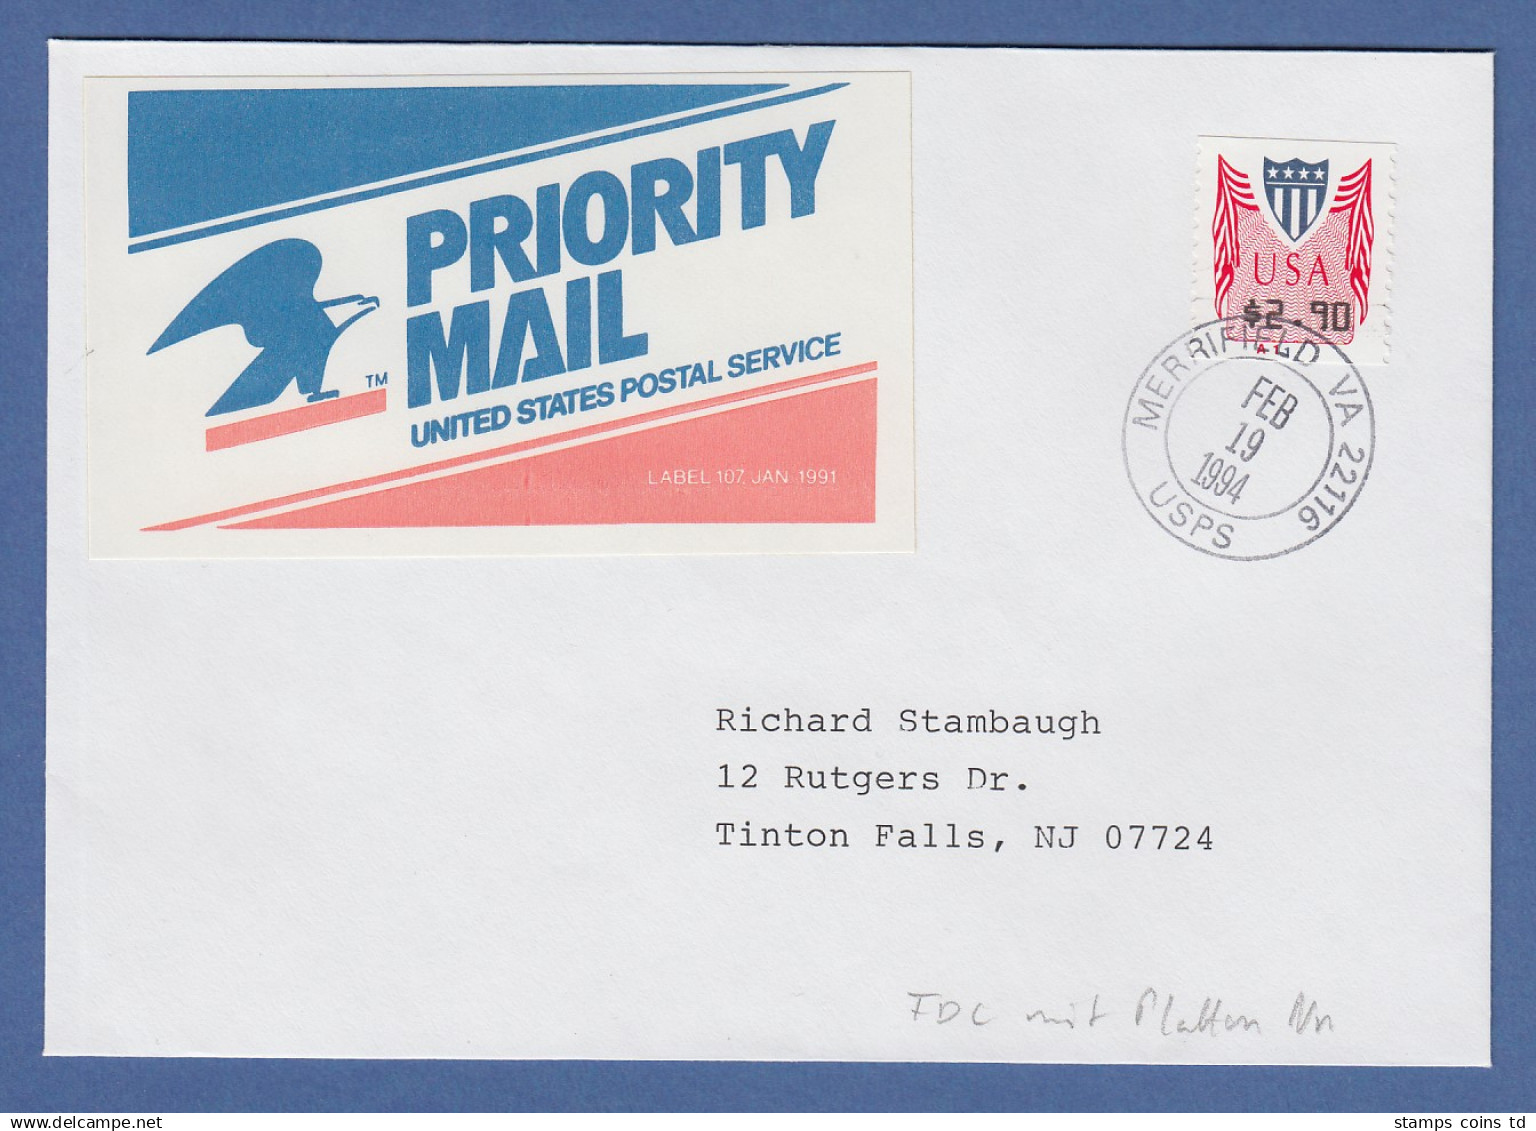 PRIORITY
MAIL
TM
UNITED STATES POSTAL SERVICE
LABEL 107, JAN 1991
USA
$2.90
MERRIFIELD VA 22116
FEB
19
1994
USPS
Richard Stambaugh
12 Rutgers Dr.
Tinton Falls, NJ 07724
FDC mit Platten Nn
the-delcampe.net
stamps coins td